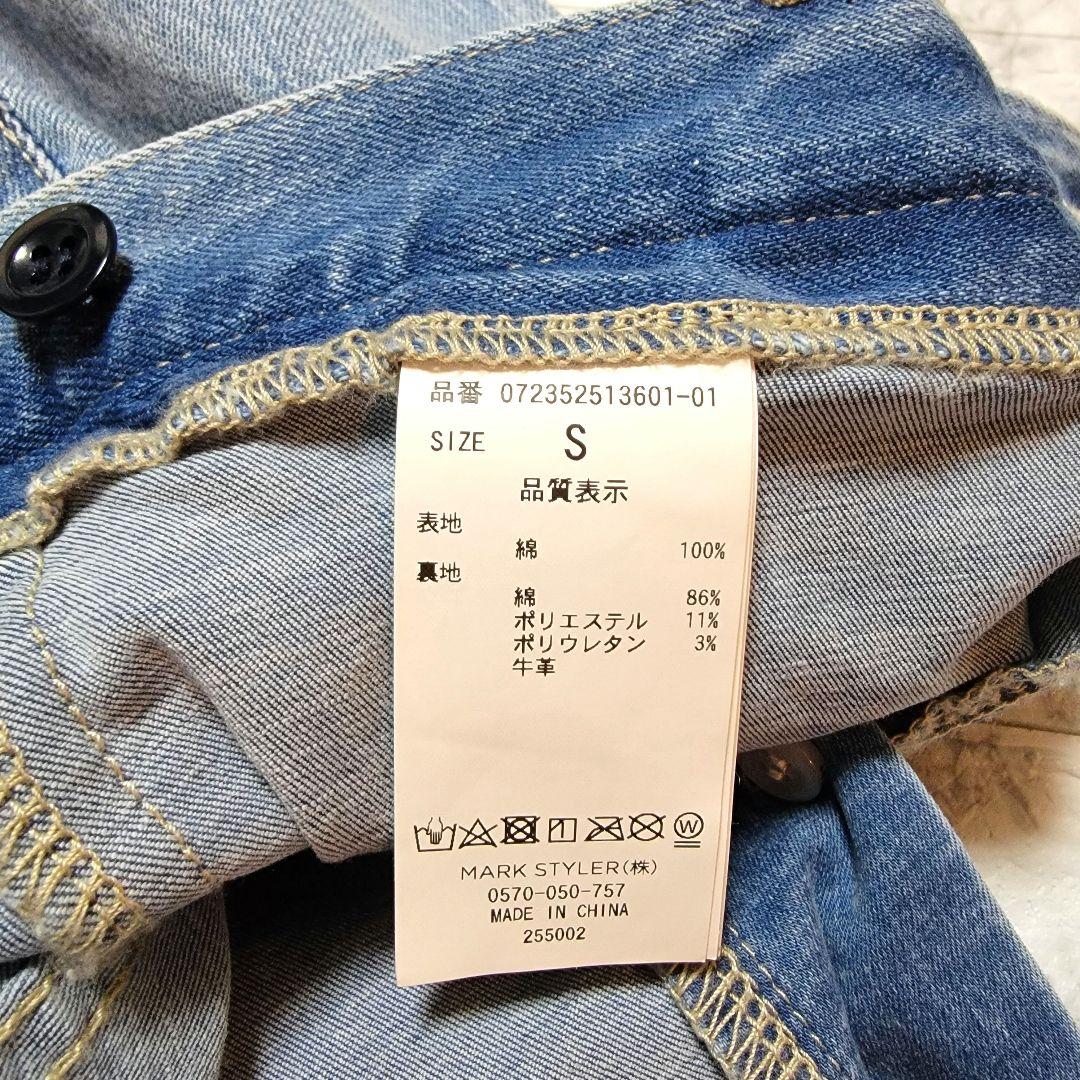 品番 072352513601-01
SIZE S
品質表示
表地
綿 100%
裏地
綿 86%
ポリエステル 11%
ポリウレタン 3%
牛革
W
MARK STYLER(株)
0570-050-757
MADE IN CHINA
255002